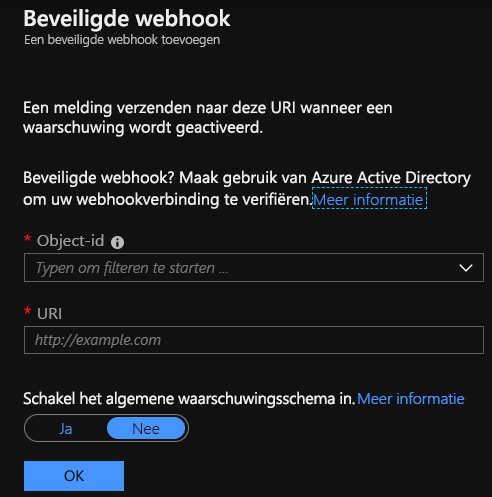 Beveiligde webhook
Een beveiligde webhook toevoegen
Een melding verzenden naar deze URI wanneer een
waarschuwing wordt geactiveerd.
Beveiligde webhook? Maak gebruik van Azure Active Directory
om uw webhookverbinding te verifiëren. Meer informatie
* Object-id
Typen om filteren te starten ...
* URI
http://example.com
Schakel het algemene waarschuwingsschema in. Meer informatie
Ja Nee
OK